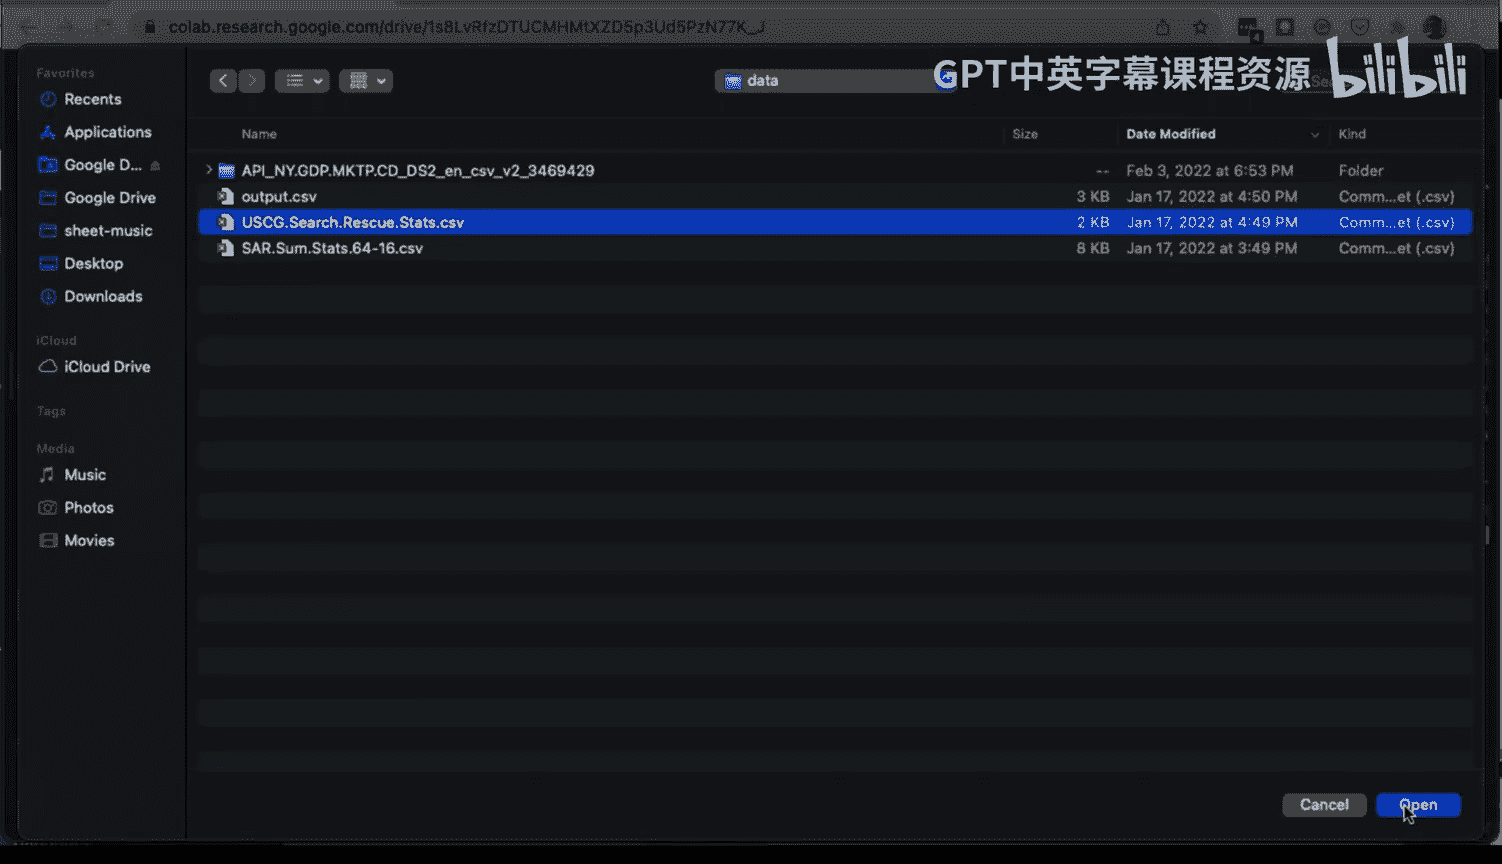 colab.research.google.com/drive/1s8LvRfzDTUCMHMtXZD5p3Ud5PzN77K_J
GPT中英字幕课程资源 bilibili
Favorites
Recents
Applications
Google D...
Google Drive
sheet-music
Desktop
Downloads
iCloud
iCloud Drive
Tags
Media
Music
Photos
Movies
data
Name Size Date Modified Kind
API_NY.GDP.MKTP.CD_DS2_en_csv_v2_3469429 -- Feb 3, 2022 at 6:53 PM Folder
output.csv 3 KB Jan 17, 2022 at 4:50 PM Comm...et (.csv)
USCG.Search.Rescue.Stats.csv 2 KB Jan 17, 2022 at 4:49 PM Comm...et (.csv)
SAR.Sum.Stats.64-16.csv 8 KB Jan 17, 2022 at 3:49 PM Comm...et (.csv)
Cancel Open